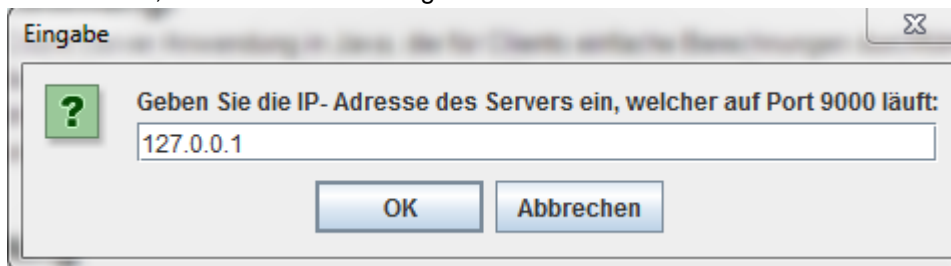 Eingabe
?
Geben Sie die IP- Adresse des Servers ein, welcher auf Port 9000 läuft:
127.0.0.1
OK Abbrechen